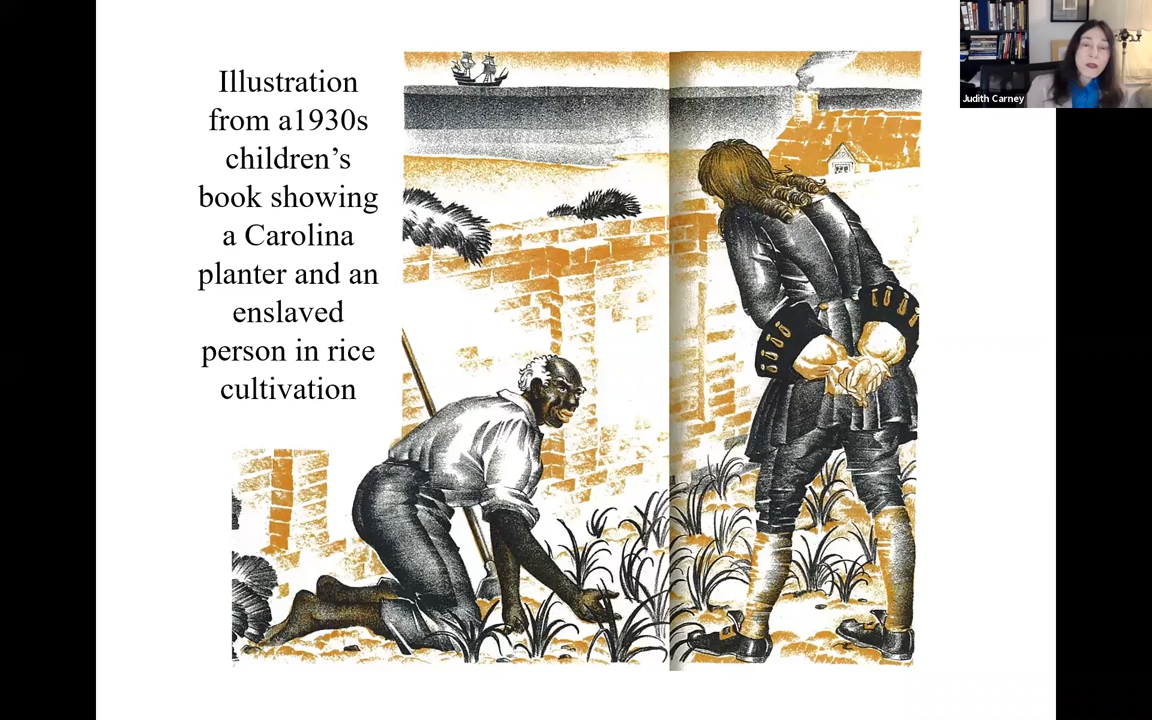 Illustration
from a1930s
children's
book showing
a Carolina
planter and an
enslaved
person in rice
cultivation
Judith Carney